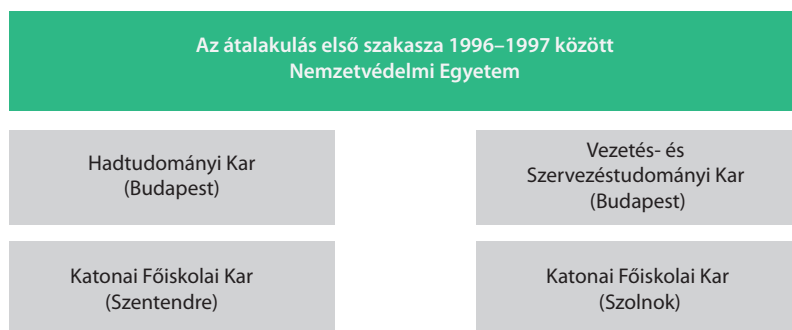 Az átalakulás első szakasza 1996–1997 között
Nemzetvédelmi Egyetem
Hadtudományi Kar
(Budapest)
Vezetés- és
Szervezéstudományi Kar
(Budapest)
Katonai Főiskolai Kar
(Szentendre)
Katonai Főiskolai Kar
(Szolnok)